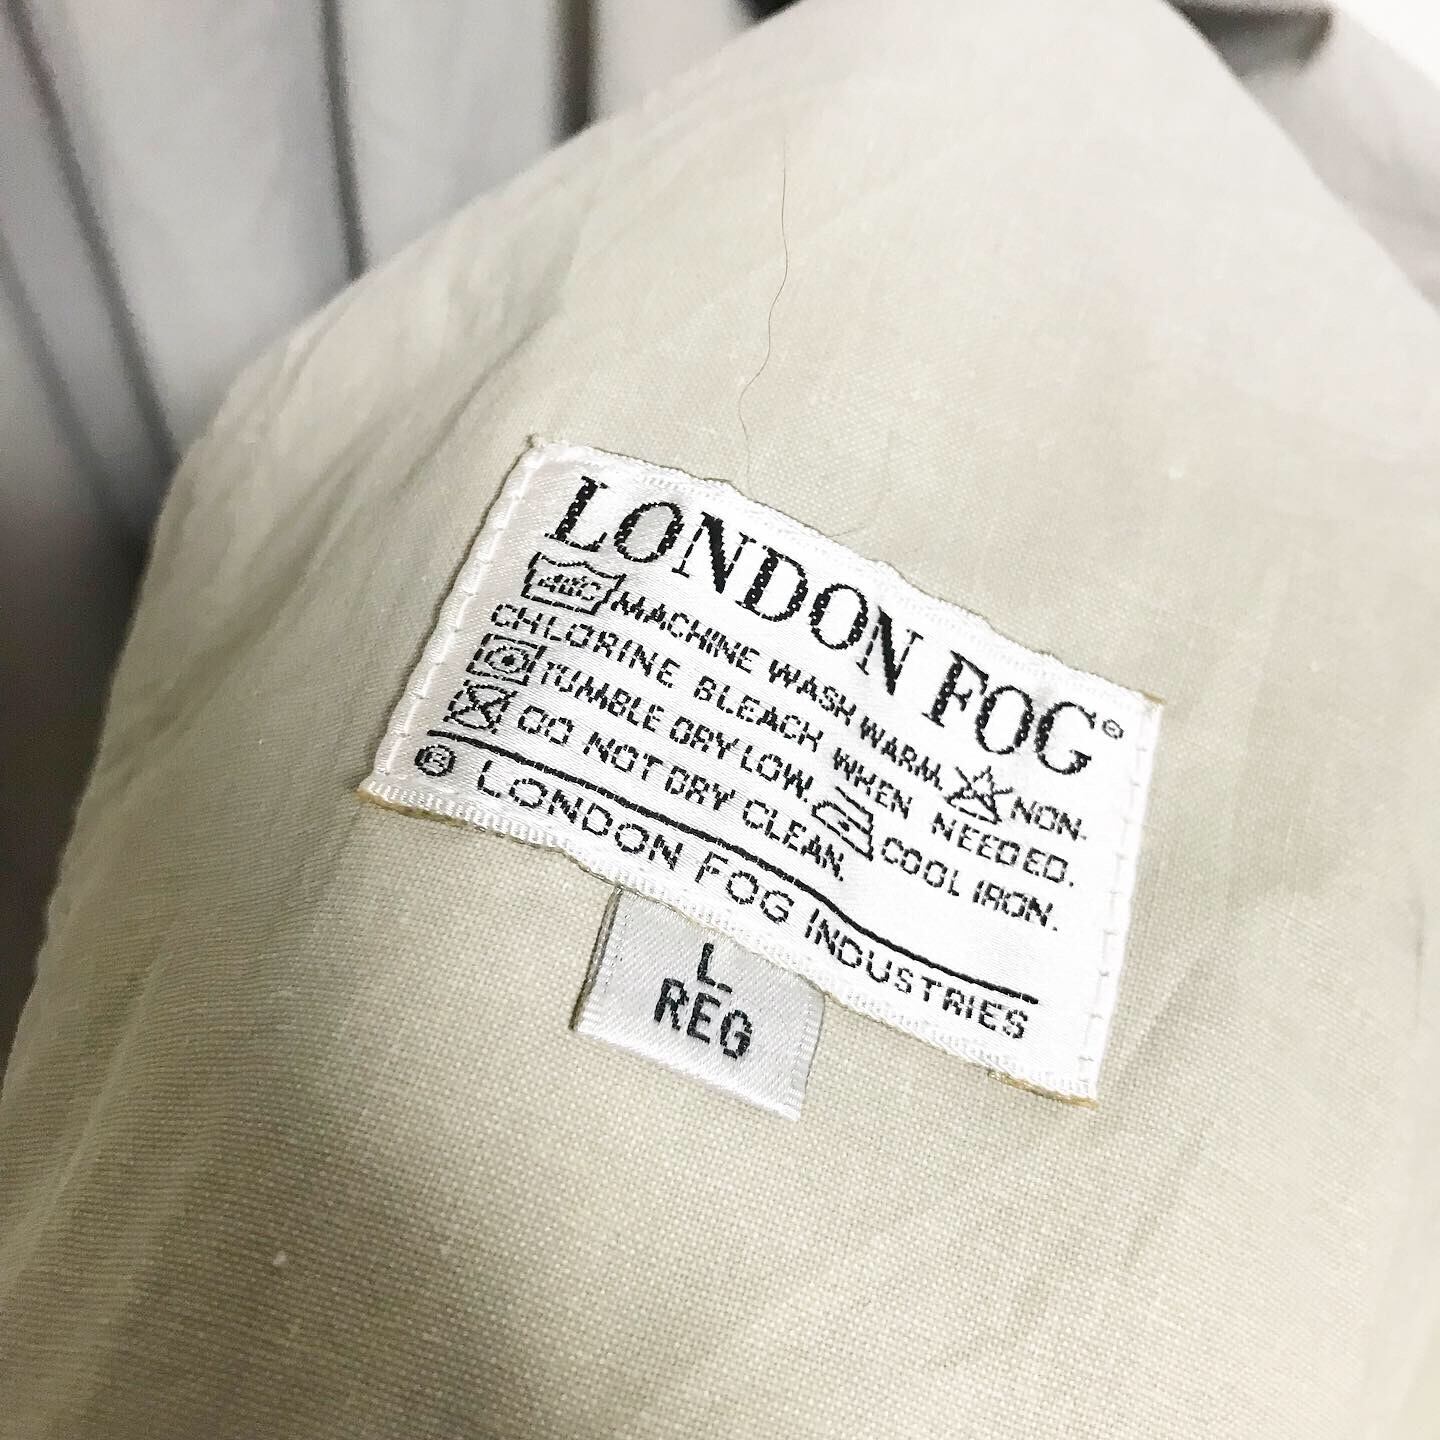 LONDON FOG®
ABC MACHINE WASH WARM. NON-
CHLORINE BLEACH WHEN NEEDED.
TUMBLE DRY LOW. COOL IRON.
DO NOT DRY CLEAN.
® LONDON FOG INDUSTRIES
L.
REG